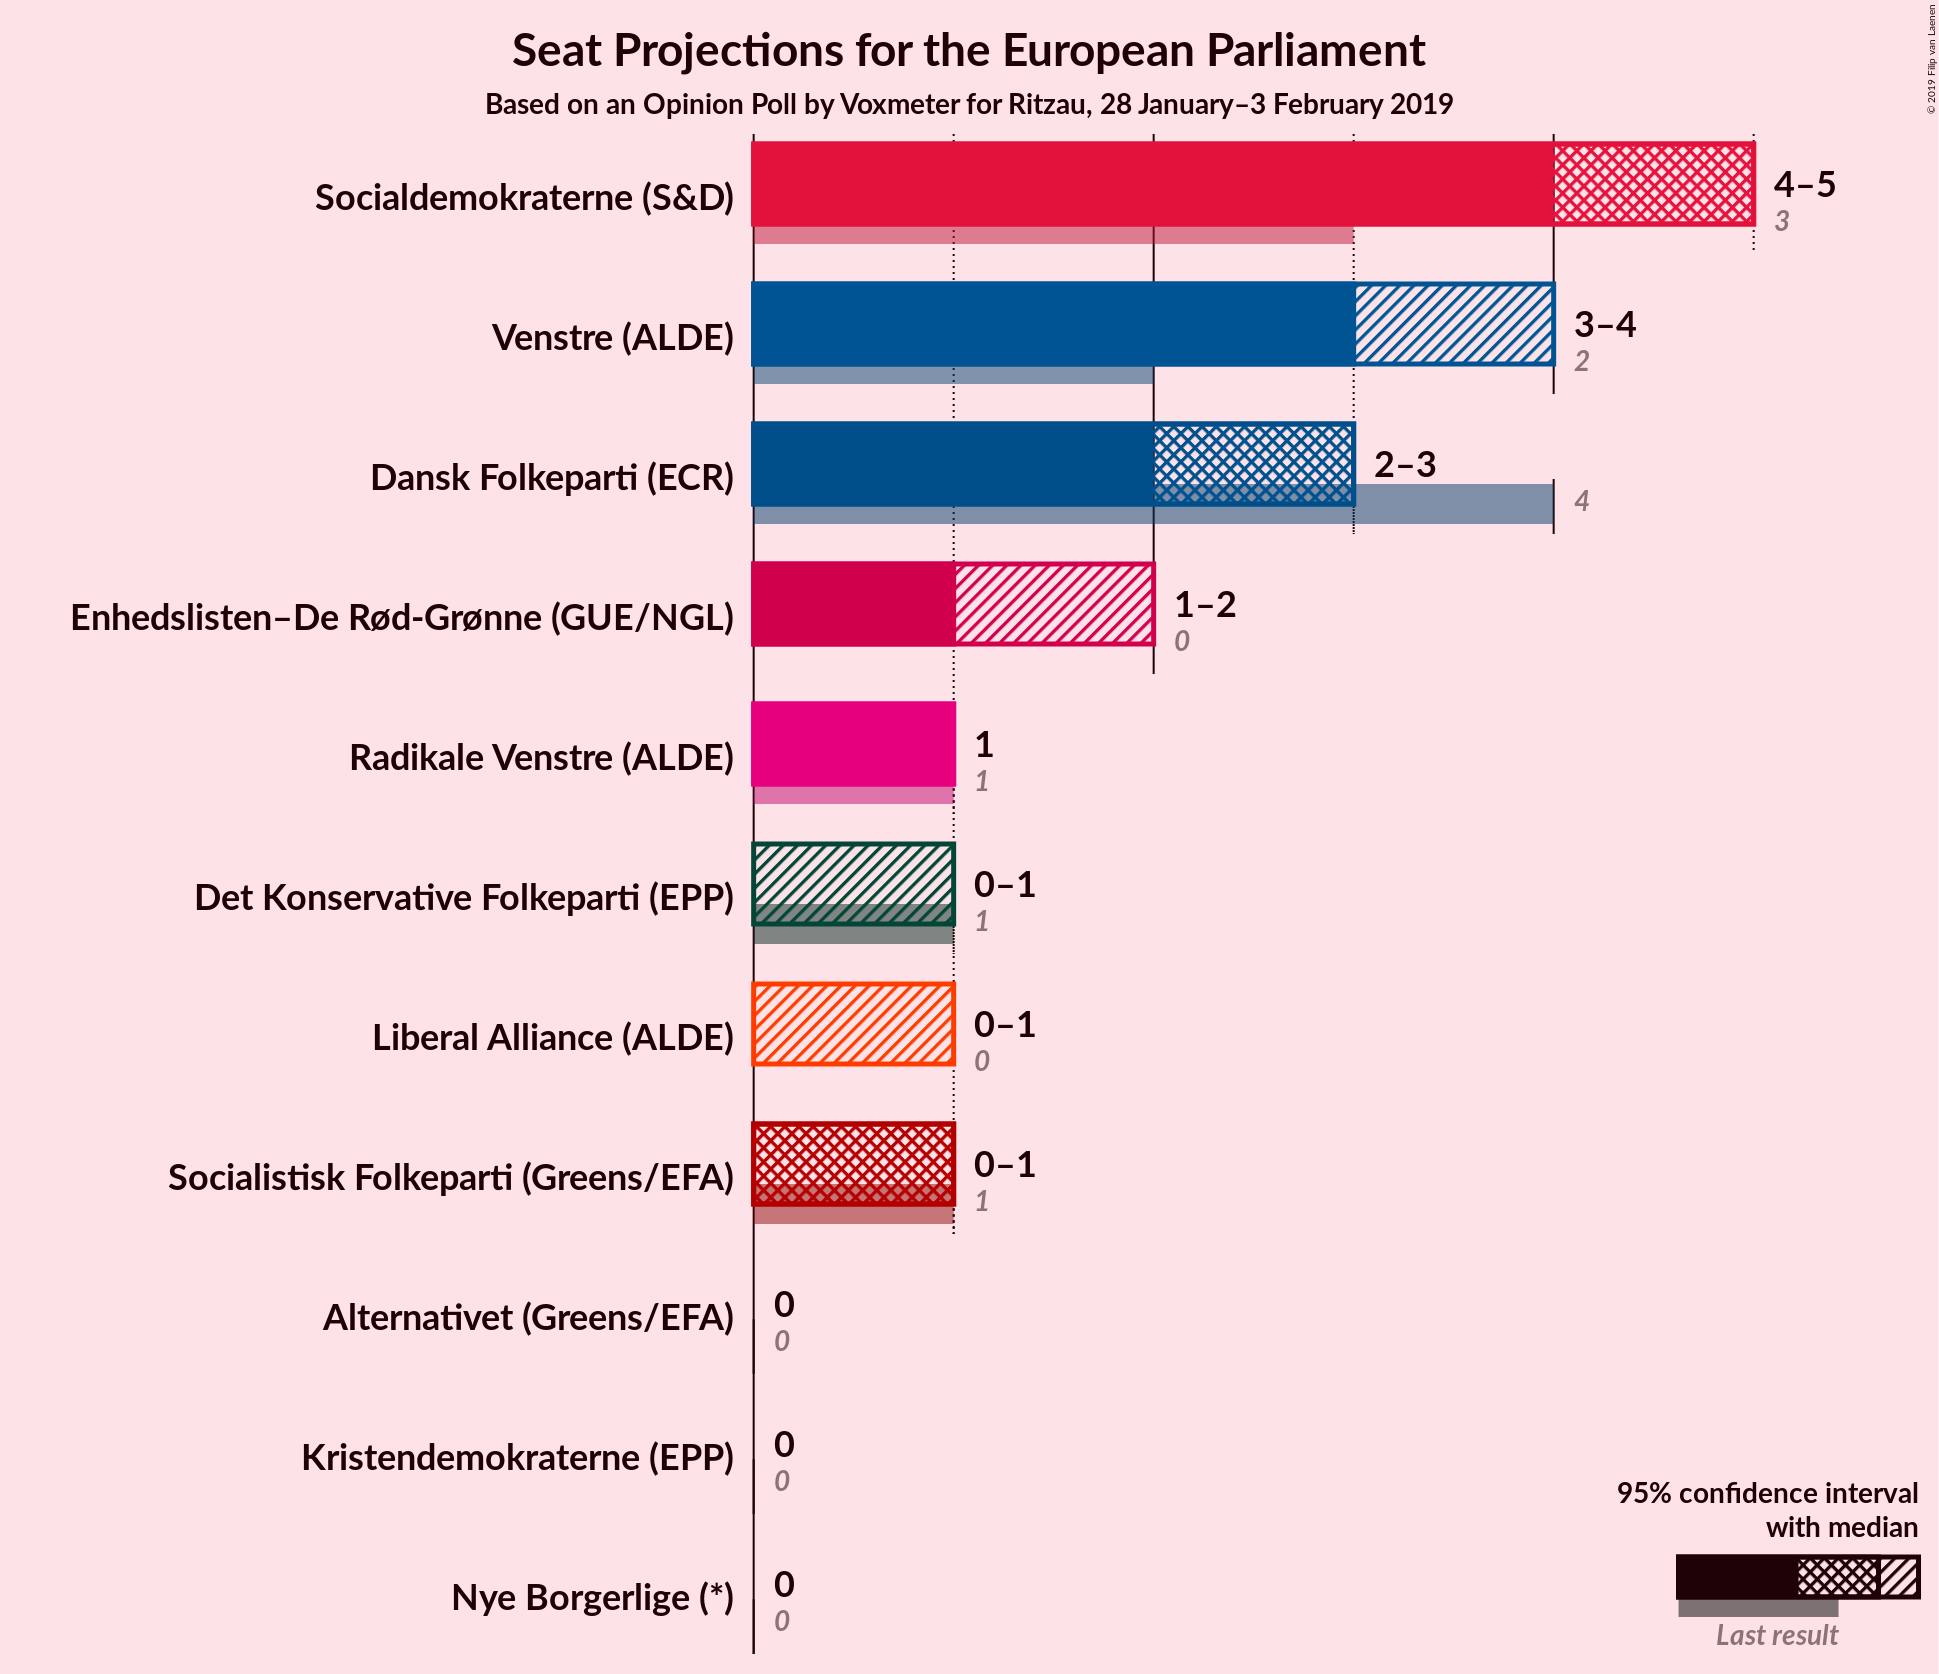 Seat Projections for the European Parliament
Based on an Opinion Poll by Voxmeter for Ritzau, 28 January–3 February 2019
© 2019 Filip van Laenen
Socialdemokraterne (S&D)
4–5
3
Venstre (ALDE)
3–4
2
Dansk Folkeparti (ECR)
2–3
4
Enhedslisten–De Rød-Grønne (GUE/NGL)
1–2
0
Radikale Venstre (ALDE)
1
1
Det Konservative Folkeparti (EPP)
0–1
1
Liberal Alliance (ALDE)
0–1
0
Socialistisk Folkeparti (Greens/EFA)
0–1
1
Alternativet (Greens/EFA)
0
0
Kristendemokraterne (EPP)
0
0
Nye Borgerlige (*)
0
0
95% confidence interval
with median
Last result